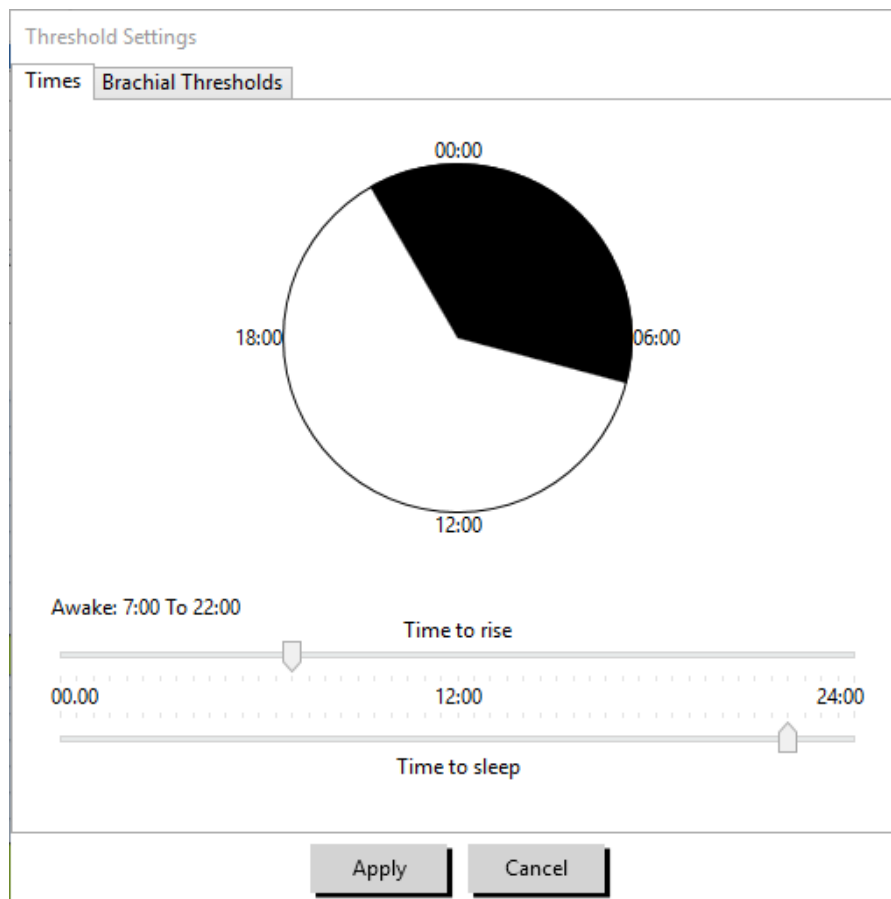 Threshold Settings
Times
Brachial Thresholds
00:00
18:00
06:00
12:00
Awake: 7:00 To 22:00
Time to rise
00.00
12:00
24:00
Time to sleep
Apply
Cancel